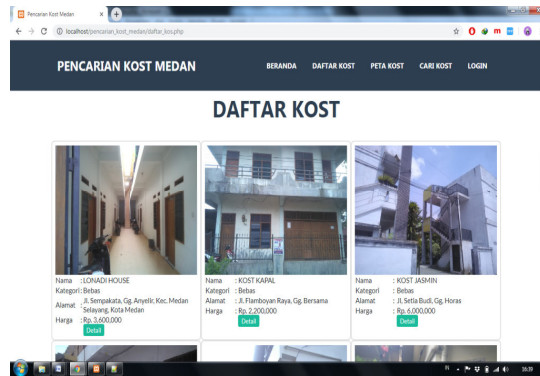 Pencarian Kost Medan
localhost/pencarian_kost_medan/daftar_kos.php
PENCARIAN KOST MEDAN
BERANDA DAFTAR KOST PETA KOST CARI KOST LOGIN
DAFTAR KOST
Nama : LONADI HOUSE
Kategori : Bebas
Alamat : Jl. Sempakata, Gg. Anyelir, Kec. Medan
Selayang, Kota Medan
Harga : Rp. 3,600,000
Detail
Nama : KOST KAPAL
Kategori : Bebas
Alamat : Jl. Flamboyan Raya, Gg. Bersama
Harga : Rp. 2,200,000
Detail
Nama : KOST JASMIN
Kategori : Bebas
Alamat : Jl. Setia Budi, Gg. Horas
Harga : Rp. 6,000,000
Detail
IN
16:39